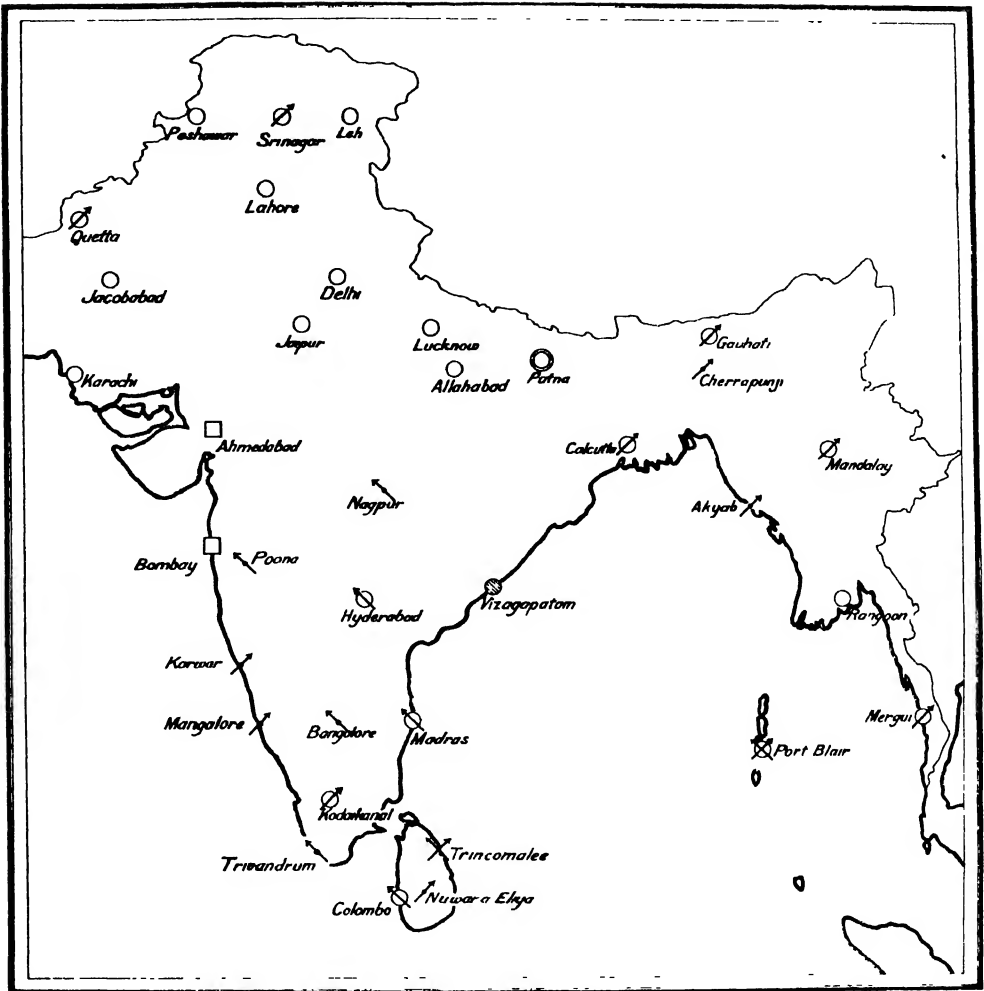 Peshawar
Srinagar
Leh
Lahore
Quetta
Jacobabad
Delhi
Jaipur
Lucknow
Allahabad
Patna
Gauhati
Cherrapunji
Karachi
Ahmedabad
Calcutta
Mandalay
Nagpur
Akyab
Bombay
Poona
Hyderabad
Vizagapatam
Rangoon
Karwar
Mangalore
Bangalore
Madras
Mergui
Port Blair
Kodaikanal
Trivandrum
Trincomalee
Colombo
Nuwara Eliya